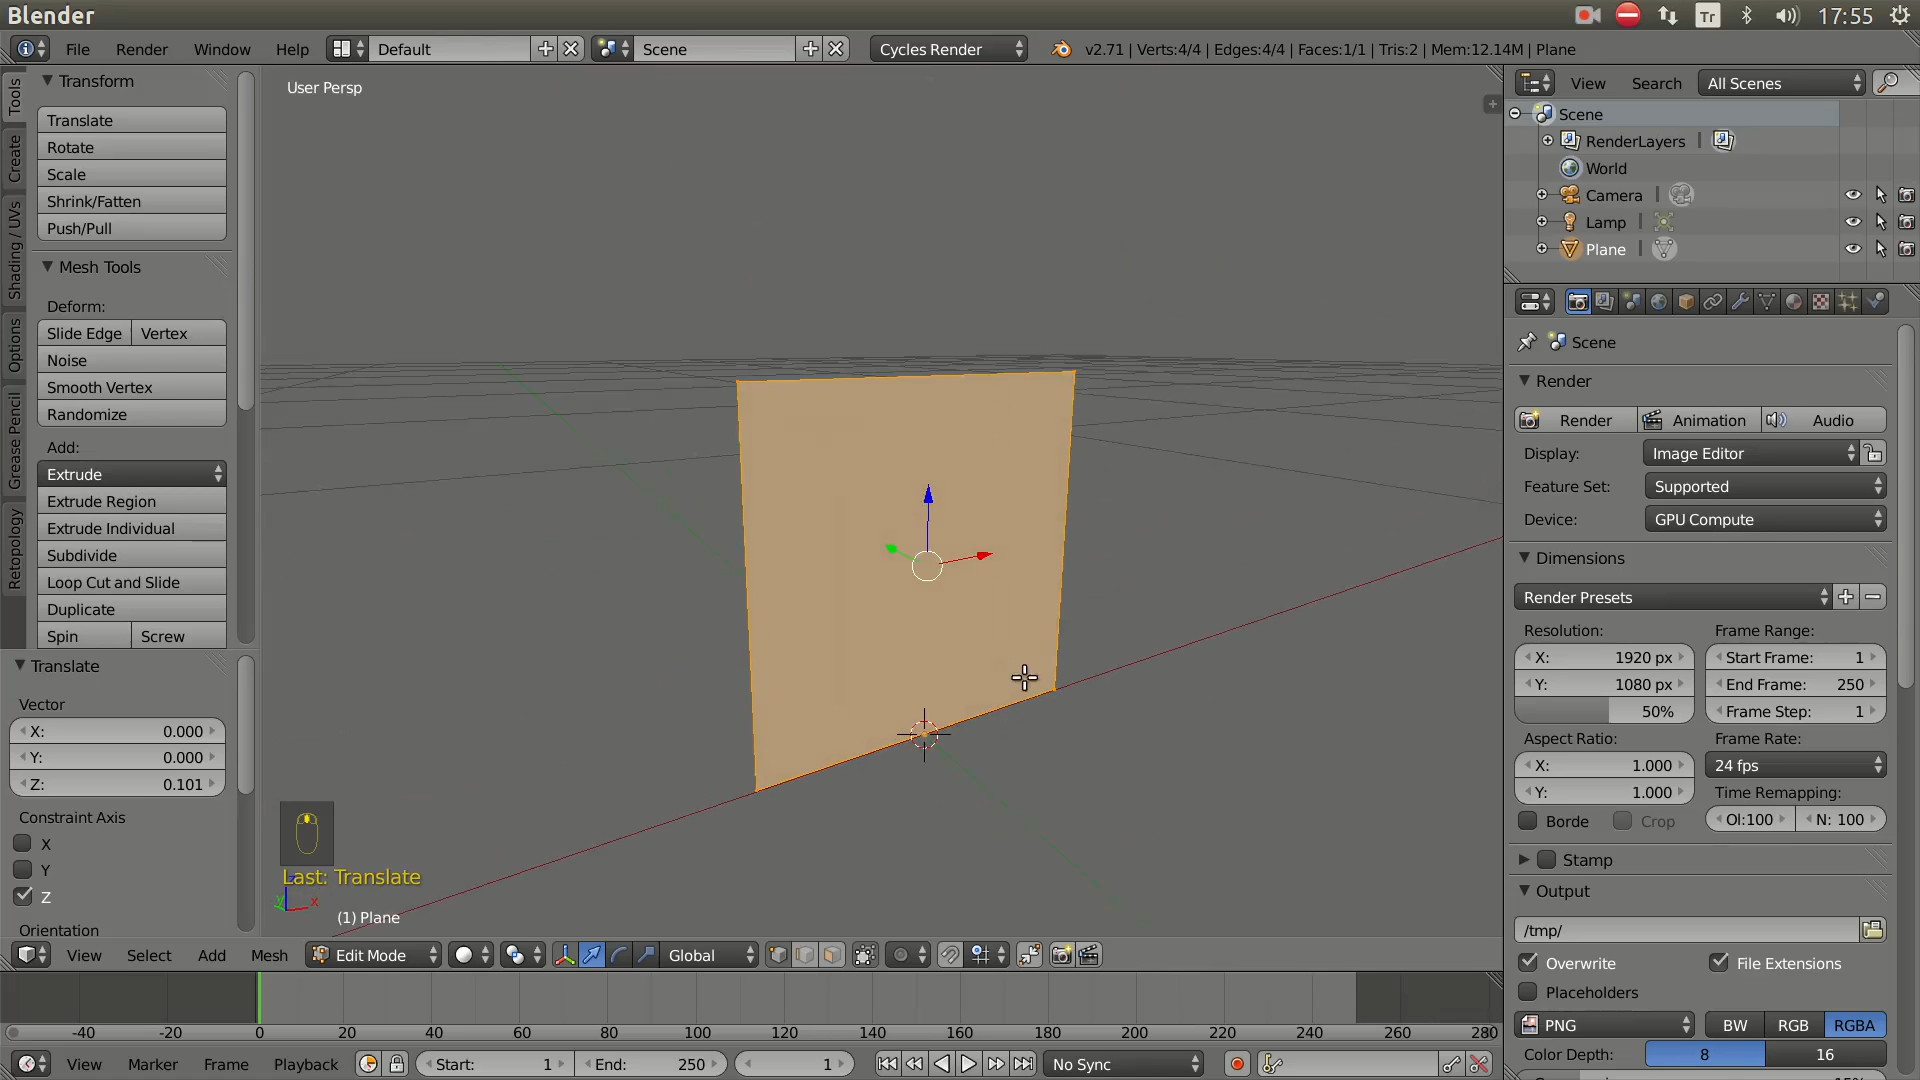 Blender
Tr
17:55
File
Render
Window
Help
Default
Scene
Cycles Render
v2.71 | Verts:4/4 | Edges:4/4 | Faces:1/1 | Tris:2 | Mem:12.14M | Plane
Tools
Create
Shading / UVs
Options
Grease Pencil
Retopology
Transform
Translate
Rotate
Scale
Shrink/Fatten
Push/Pull
Mesh Tools
Deform:
Slide Edge
Vertex
Noise
Smooth Vertex
Randomize
Add:
Extrude
Extrude Region
Extrude Individual
Subdivide
Loop Cut and Slide
Duplicate
Spin
Screw
Translate
Vector
X: 0.000
Y: 0.000
Z: 0.101
Constraint Axis
X
Y
Z
Orientation
User Persp
Last: Translate
x
(1) Plane
View
Select
Add
Mesh
Edit Mode
Global
-40
-20
0
20
40
60
80
100
120
140
160
180
200
220
240
260
280
View
Marker
Frame
Playback
Start: 1
End: 250
1
No Sync
View
Search
All Scenes
Scene
RenderLayers
World
Camera
Lamp
Plane
Scene
Render
Render
Animation
Audio
Display: Image Editor
Feature Set: Supported
Device: GPU Compute
Dimensions
Render Presets
Resolution:
Frame Range:
X: 1920 px
Start Frame: 1
Y: 1080 px
End Frame: 250
50%
Frame Step: 1
Aspect Ratio:
Frame Rate:
X: 1.000
24 fps
Y: 1.000
Time Remapping:
Borde
Crop
Ol:100
N: 100
Stamp
Output
/tmp/
Overwrite
File Extensions
Placeholders
PNG
BW
RGB
RGBA
Color Depth:
8
16